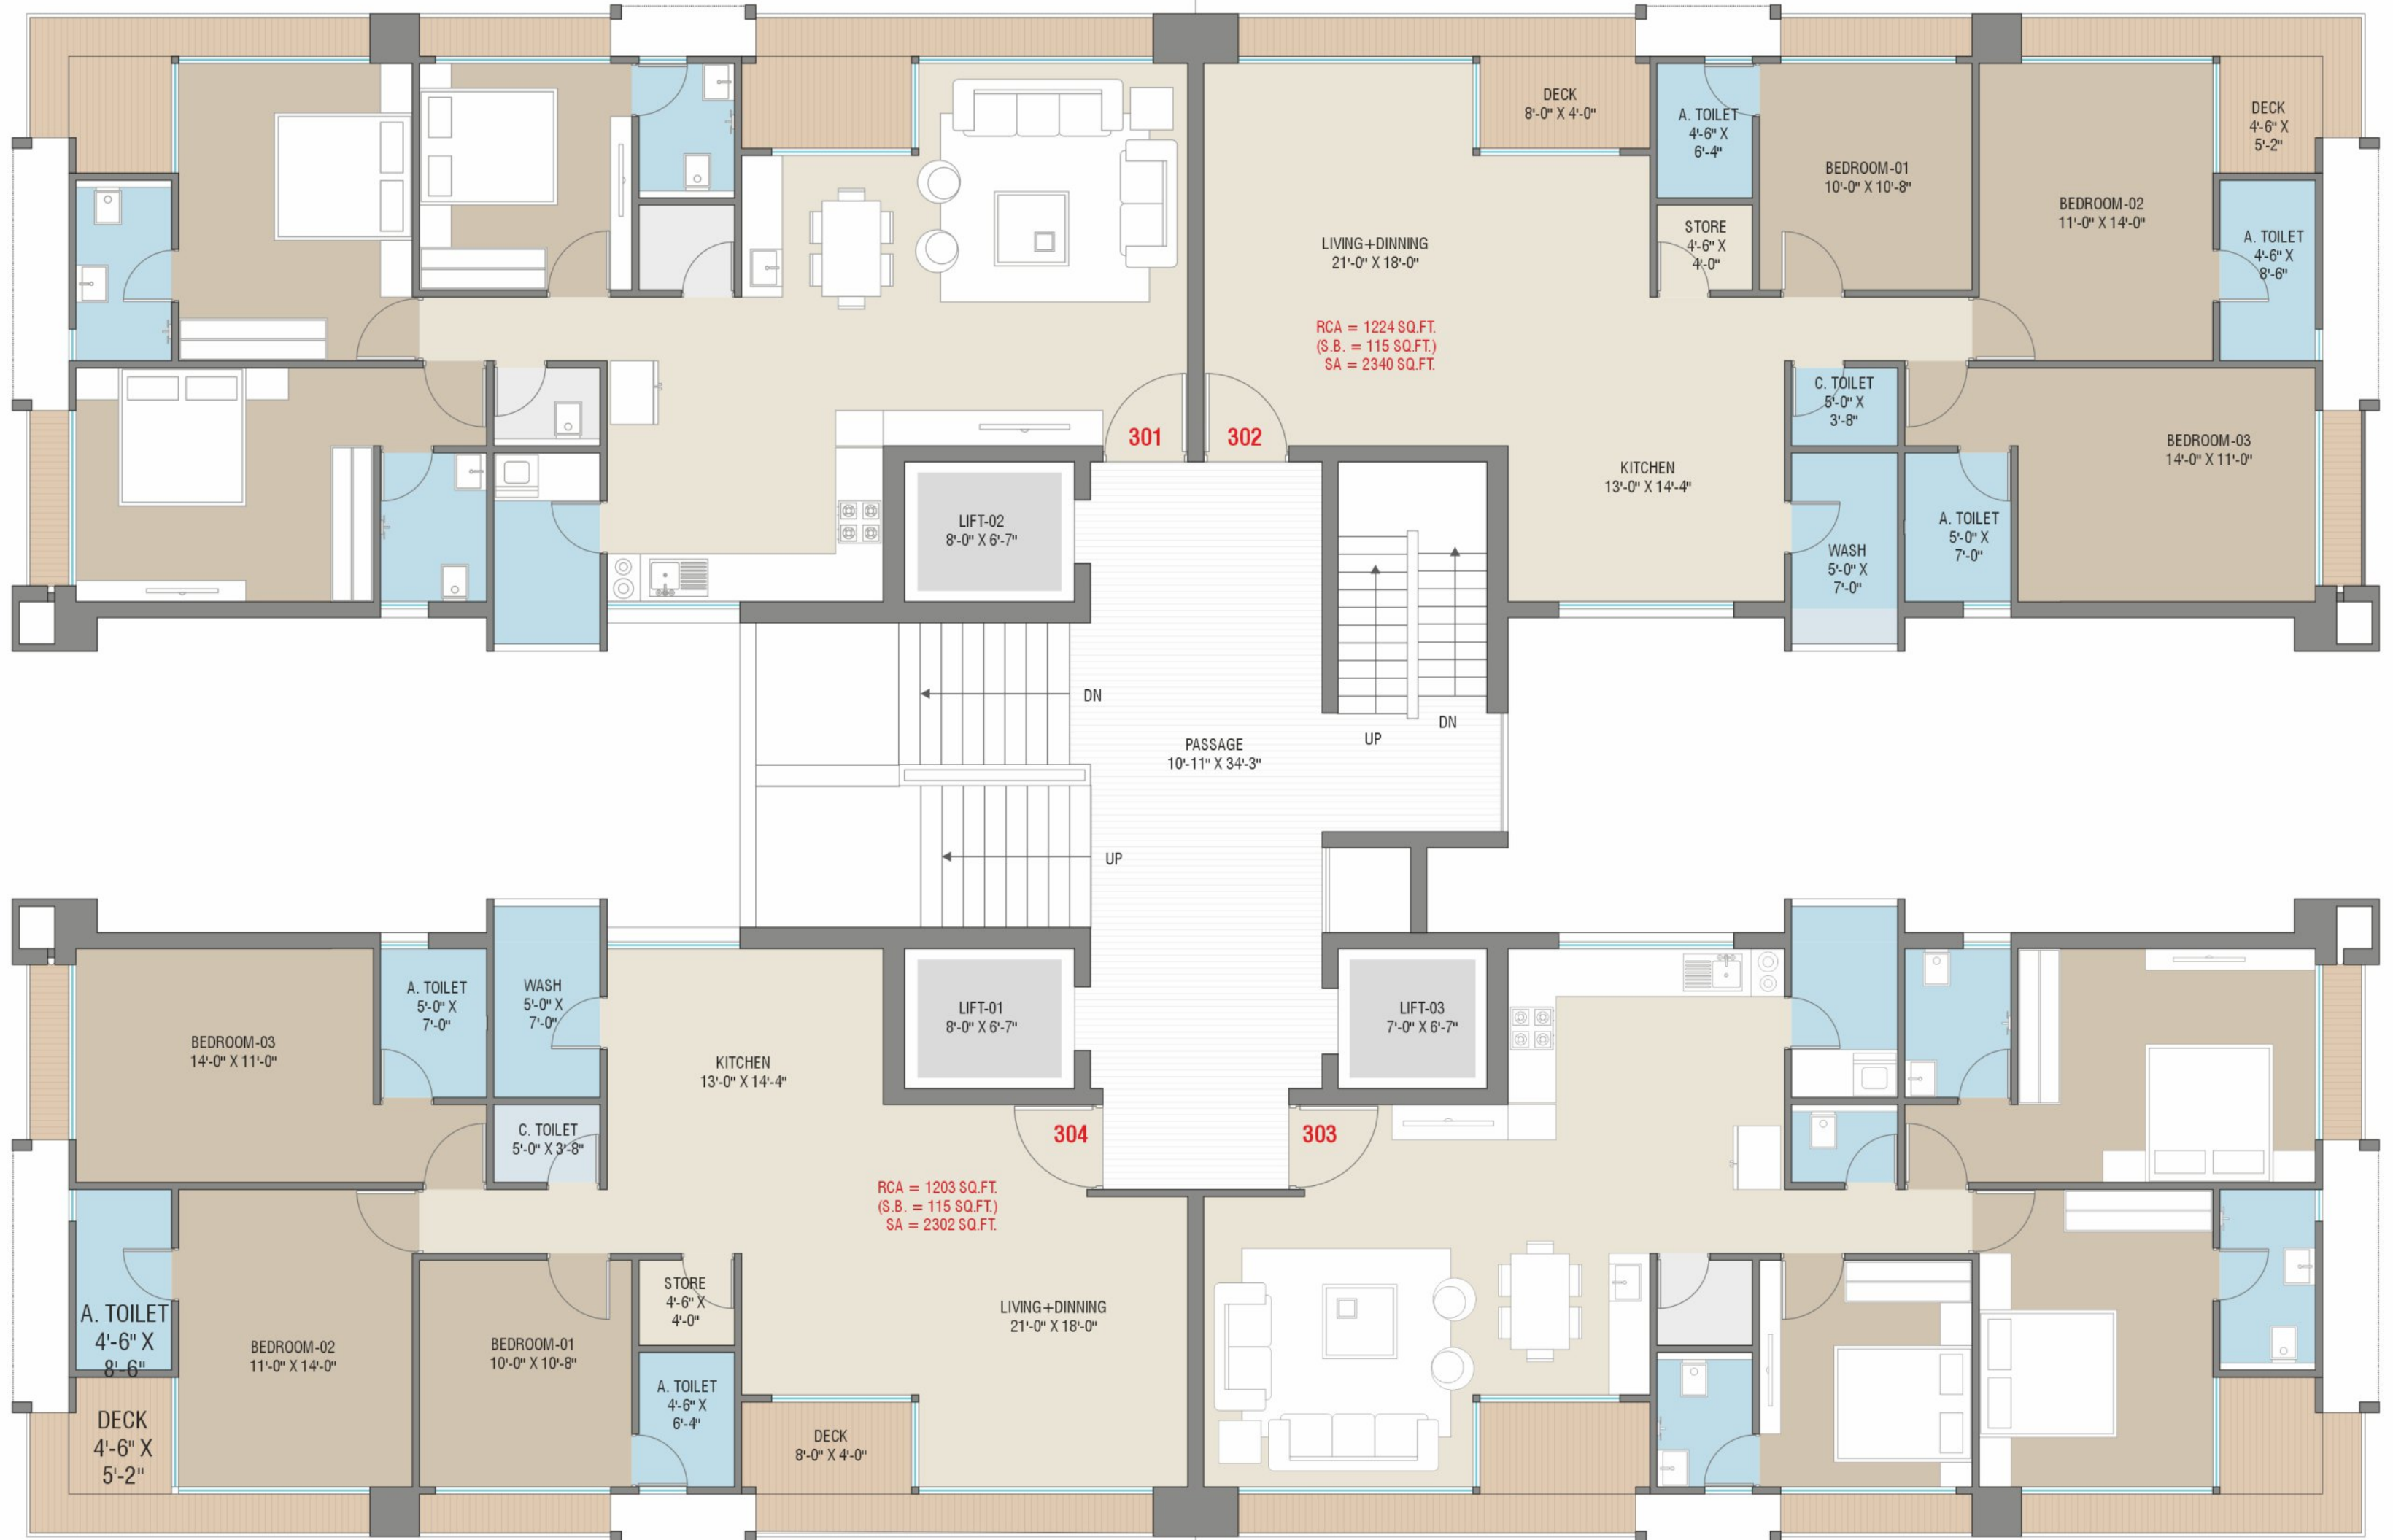 DECK
8'-0" X 4'-0"
A. TOILET
4'-6" X
6'-4"
BEDROOM-01
10'-0" X 10'-8"
BEDROOM-02
11'-0" X 14'-0"
DECK
4'-6" X
5'-2"
A. TOILET
4'-6" X
8'-6"
STORE
4'-6" X
4'-0"
LIVING+DINNING
21'-0" X 18'-0"
RCA = 1224 SQ.FT.
(S.B. = 115 SQ.FT.)
SA = 2340 SQ.FT.
C. TOILET
5'-0" X
3'-8"
BEDROOM-03
14'-0" X 11'-0"
301
302
KITCHEN
13'-0" X 14'-4"
LIFT-02
8'-0" X 6'-7"
A. TOILET
5'-0" X
7'-0"
WASH
5'-0" X
7'-0"
DN
DN
UP
PASSAGE
10'-11" X 34'-3"
UP
A. TOILET
5'-0" X
7'-0"
WASH
5'-0" X
7'-0"
LIFT-01
8'-0" X 6'-7"
LIFT-03
7'-0" X 6'-7"
BEDROOM-03
14'-0" X 11'-0"
KITCHEN
13'-0" X 14'-4"
C. TOILET
5'-0" X 3'-8"
304
303
RCA = 1203 SQ.FT.
(S.B. = 115 SQ.FT.)
SA = 2302 SQ.FT.
A. TOILET
4'-6" X
8'-6"
BEDROOM-02
11'-0" X 14'-0"
BEDROOM-01
10'-0" X 10'-8"
STORE
4'-6" X
4'-0"
LIVING+DINNING
21'-0" X 18'-0"
A. TOILET
4'-6" X
6'-4"
DECK
4'-6" X
5'-2"
DECK
8'-0" X 4'-0"